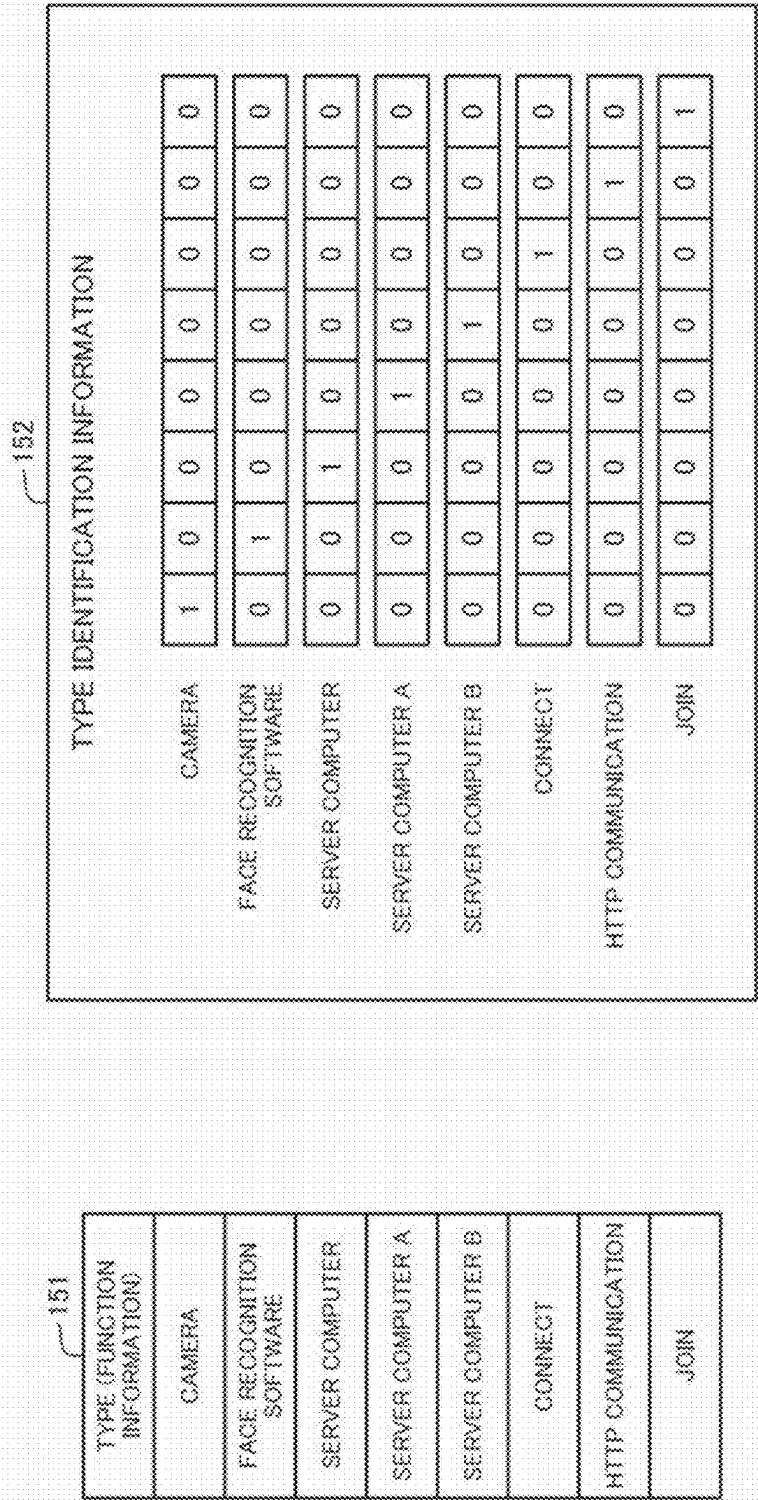 151
TYPE (FUNCTION
INFORMATION)
CAMERA
FACE RECOGNITION
SOFTWARE
SERVER COMPUTER
SERVER COMPUTER A
SERVER COMPUTER B
CONNECT
HTTP COMMUNICATION
JOIN
152
TYPE IDENTIFICATION INFORMATION
CAMERA 1 0 0 0 0 0 0 0
FACE RECOGNITION
SOFTWARE 0 1 0 0 0 0 0 0
SERVER COMPUTER 0 0 1 0 0 0 0 0
SERVER COMPUTER A 0 0 0 1 0 0 0 0
SERVER COMPUTER B 0 0 0 0 1 0 0 0
CONNECT 0 0 0 0 0 1 0 0
HTTP COMMUNICATION 0 0 0 0 0 0 1 0
JOIN 0 0 0 0 0 0 0 1